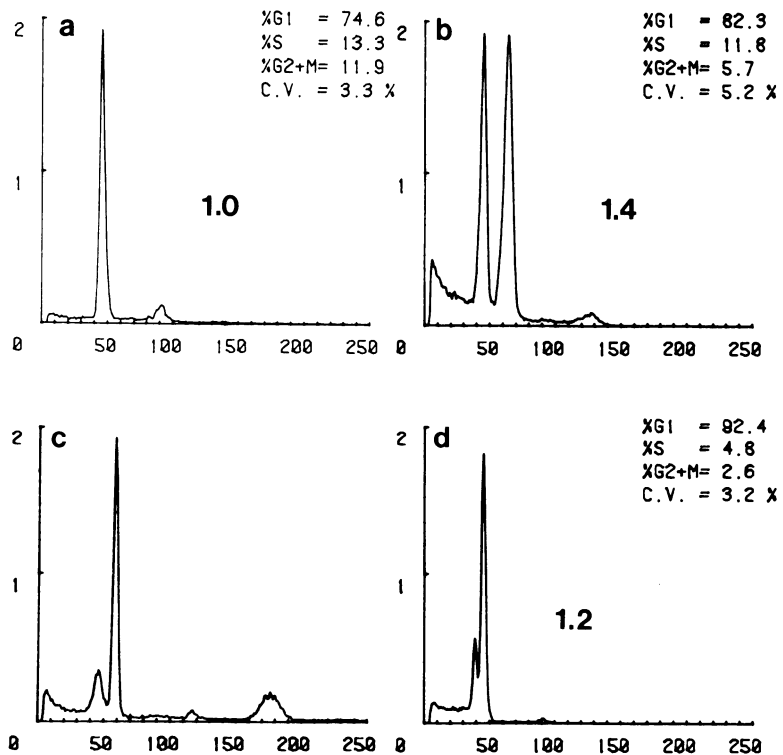 a
%G1 = 74.6
%S = 13.3
%G2+M= 11.9
C.V. = 3.3 %
1.0
2
1
0 50 100 150 200 250
b
%G1 = 82.3
%S = 11.8
%G2+M= 5.7
C.V. = 5.2 %
1.4
2
1
0 50 100 150 200 250
c
2
1
0 50 100 150 200 250
d
%G1 = 92.4
%S = 4.8
%G2+M= 2.6
C.V. = 3.2 %
1.2
2
1
0 50 100 150 200 250